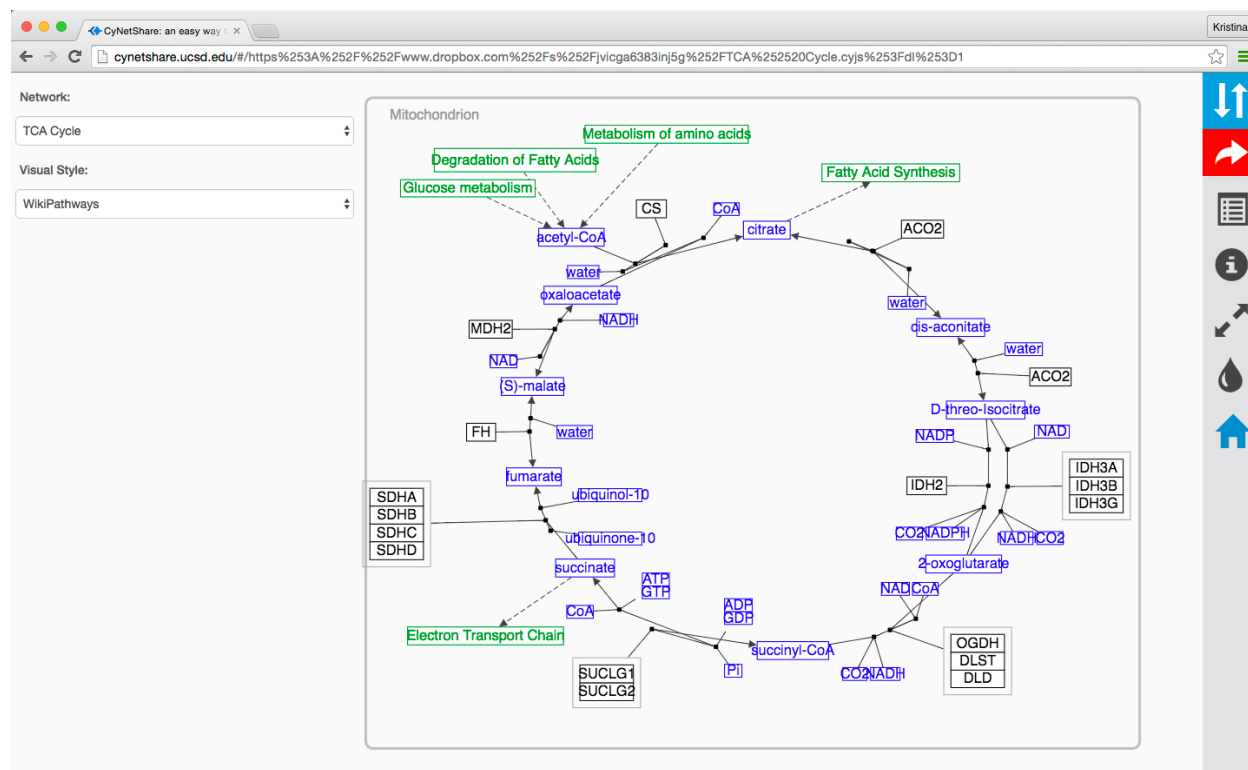 CyNetShare: an easy way t
Kristina
cynetshare.ucsd.edu/#/https%253A%252F%252Fwww.dropbox.com%252Fs%252Fjvicga6383inj5g%252FTCA%252520Cycle.cyjs%253Fdl%253D1
Network:
TCA Cycle
Visual Style:
WikiPathways
Mitochondrion
Metabolism of amino acids
Degradation of Fatty Acids
Glucose metabolism
Fatty Acid Synthesis
CS
CoA
acetyl-CoA
citrate
ACO2
water
oxaloacetate
water
cis-aconitate
NADH
MDH2
NAD
water
ACO2
(S)-malate
D-threo-Isocitrate
FH
water
NADP
NAD
fumarate
IDH2
IDH3A
IDH3B
IDH3G
SDHA
SDHB
SDHC
SDHD
ubiquinol-10
ubiquinone-10
CO2
NADPH
NADH
CO2
succinate
2-oxoglutarate
ATP
GTP
CoA
ADP
GDP
NAD
CoA
Electron Transport Chain
succinyl-CoA
OGDH
DLST
DLD
SUCLG1
SUCLG2
Pi
CO2
NADH